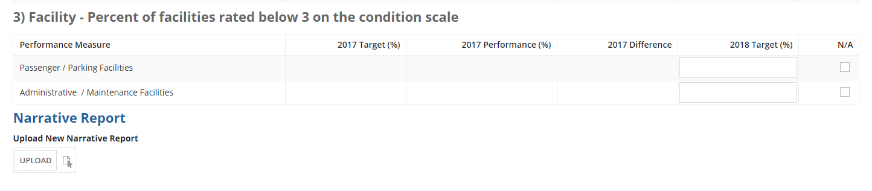 3) Facility - Percent of facilities rated below 3 on the condition scale
Performance Measure 2017 Target (%) 2017 Performance (%) 2017 Difference 2018 Target (%) N/A
Passenger / Parking Facilities
Administrative / Maintenance Facilities
Narrative Report
Upload New Narrative Report
UPLOAD